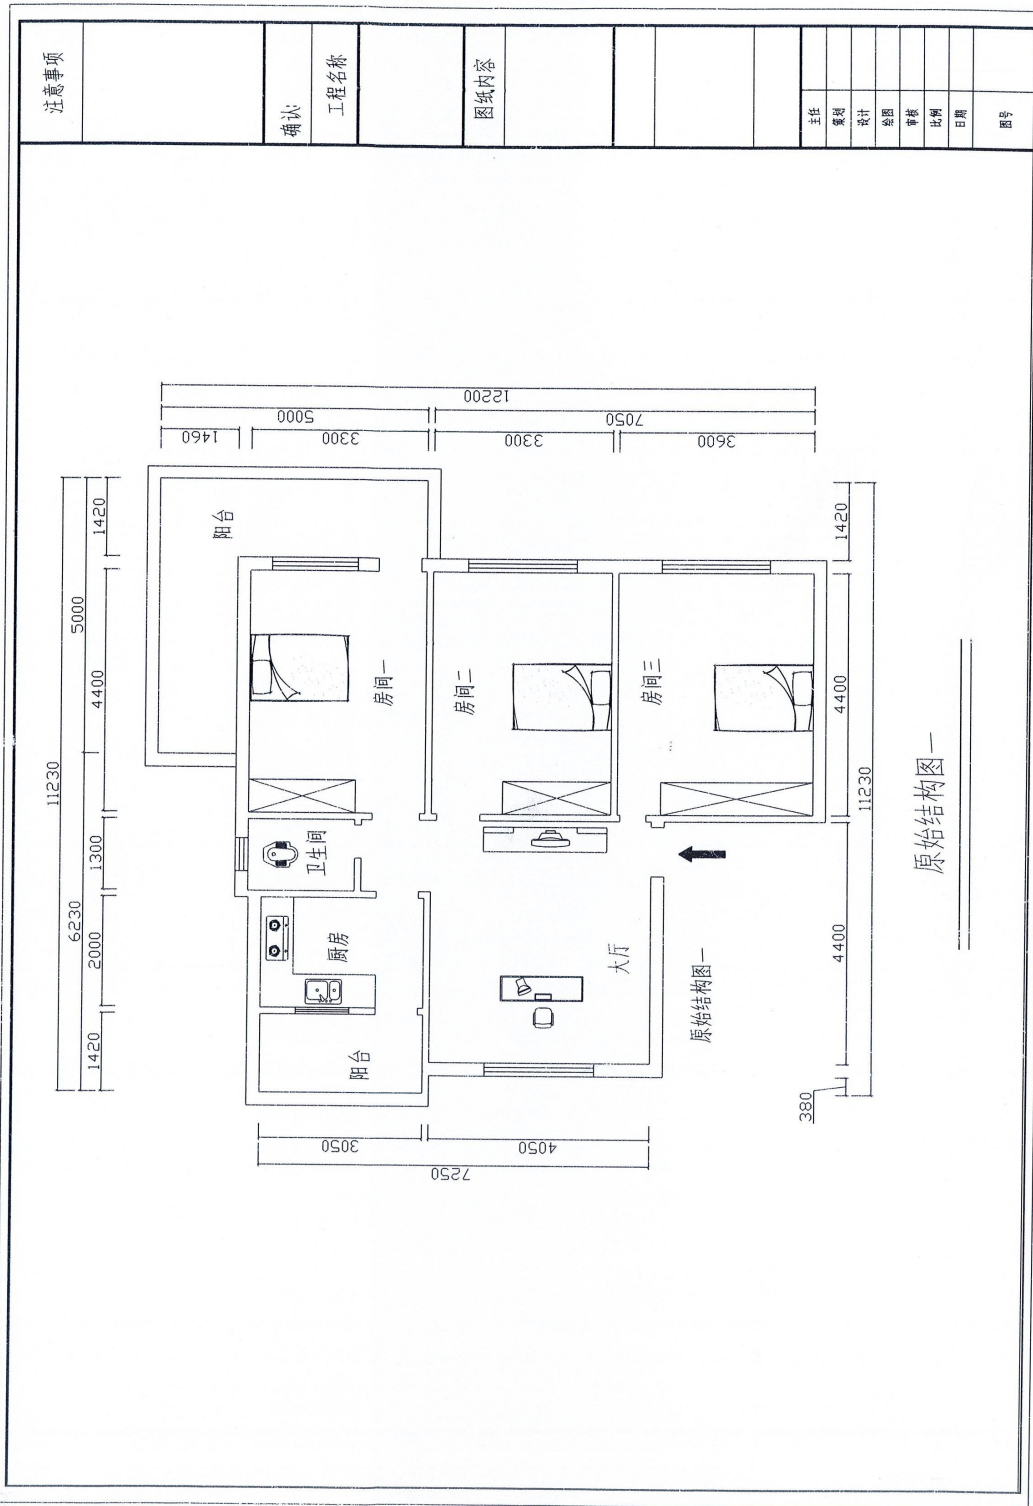 注意事项
确认:
工程名称
图纸内容
主任
策划
设计
绘图
审核
比例
日期
图号
12200
5000
7050
1460
3300
3300
3600
11230
6230
5000
1420
2000
1300
4400
1420
阳台
房间一
房间二
房间三
卫生间
厨房
大厅
阳台
原始结构图一
1420
4400
4400
380
11230
3050
4050
7250
原始结构图一